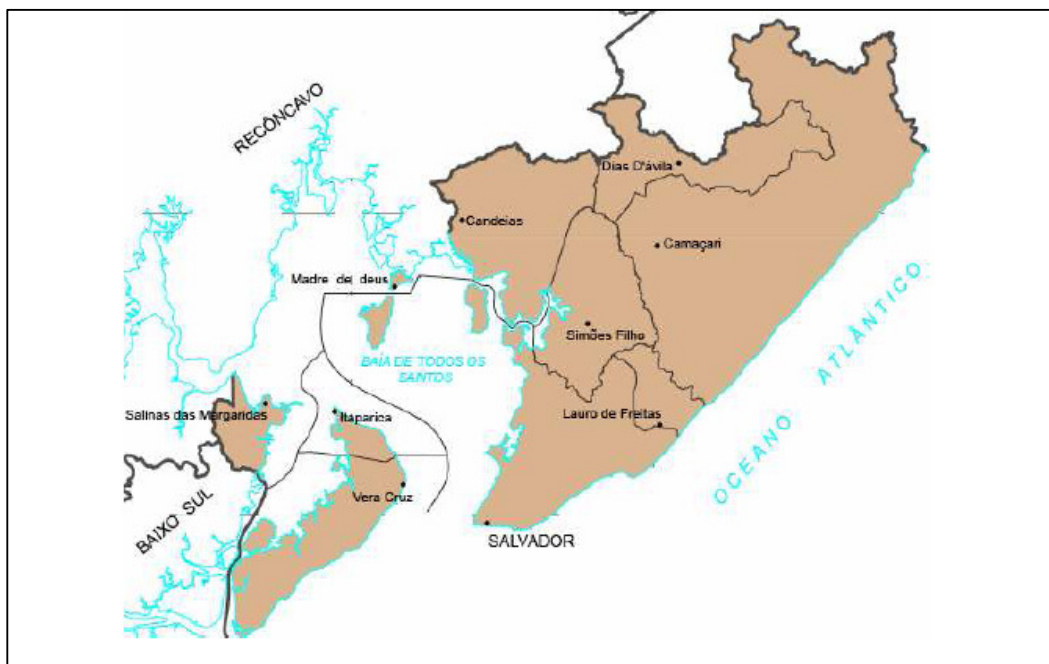 RECÔNCAVO
Dias D'ávila
Candeias
Camaçari
Madre de deus
Simões Filho
BAÍA DE TODOS OS
SANTOS
OCEANO ATLÂNTICO
Salinas das Margaridas
Itaparica
Lauro de Freitas
Vera Cruz
BAIXO SUL
SALVADOR